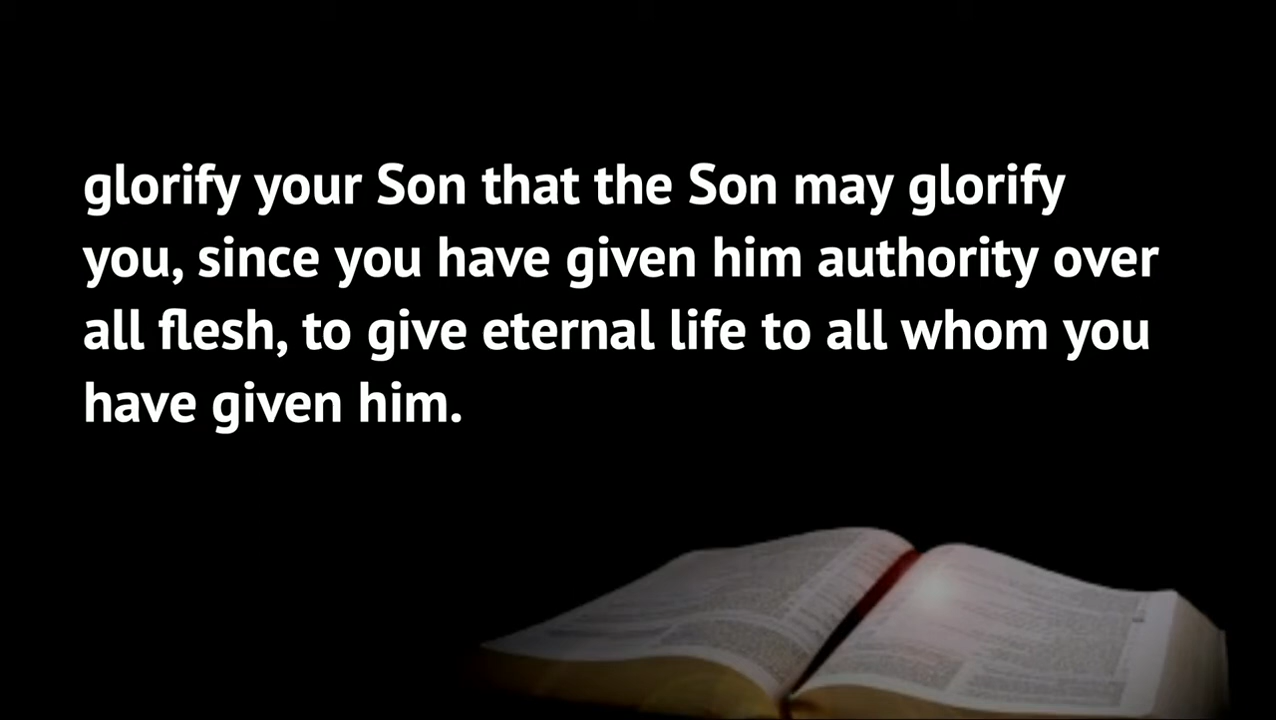 glorify your Son that the Son may glorify
you, since you have given him authority over
all flesh, to give eternal life to all whom you
have given him.